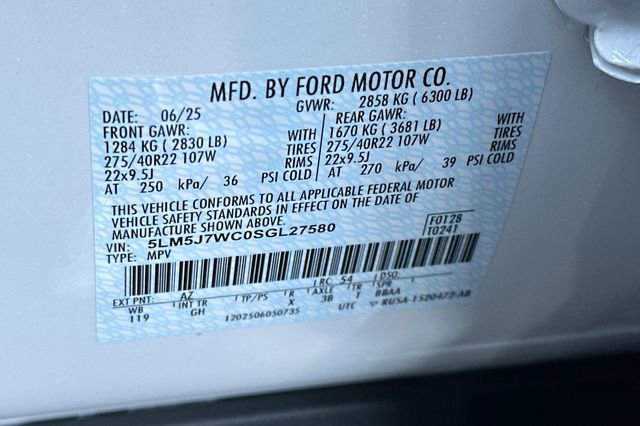 MFD. BY FORD MOTOR CO.
DATE: 06/25 GVWR: 2858 KG ( 6300 LB)
FRONT GAWR: REAR GAWR:
1284 KG ( 2830 LB) WITH 1670 KG ( 3681 LB) WITH
275/40R22 107W TIRES 275/40R22 107W TIRES
22x9.5J RIMS 22x9.5J RIMS
AT 250 kPa/ 36 PSI COLD AT 270 kPa/ 39 PSI COLD
THIS VEHICLE CONFORMS TO ALL APPLICABLE FEDERAL MOTOR
VEHICLE SAFETY STANDARDS IN EFFECT ON THE DATE OF
MANUFACTURE SHOWN ABOVE.
VIN: 5LM5J7WC0SGL27580 F0128
TYPE: MPV T0241
EXT PNT: AZ LRC: 54 DSO:
WB INT TR TP/PS R AXLE TR SPR
119 GH X 38 1 BBAA
1202506050735 UTC RUSA-1520472-AB